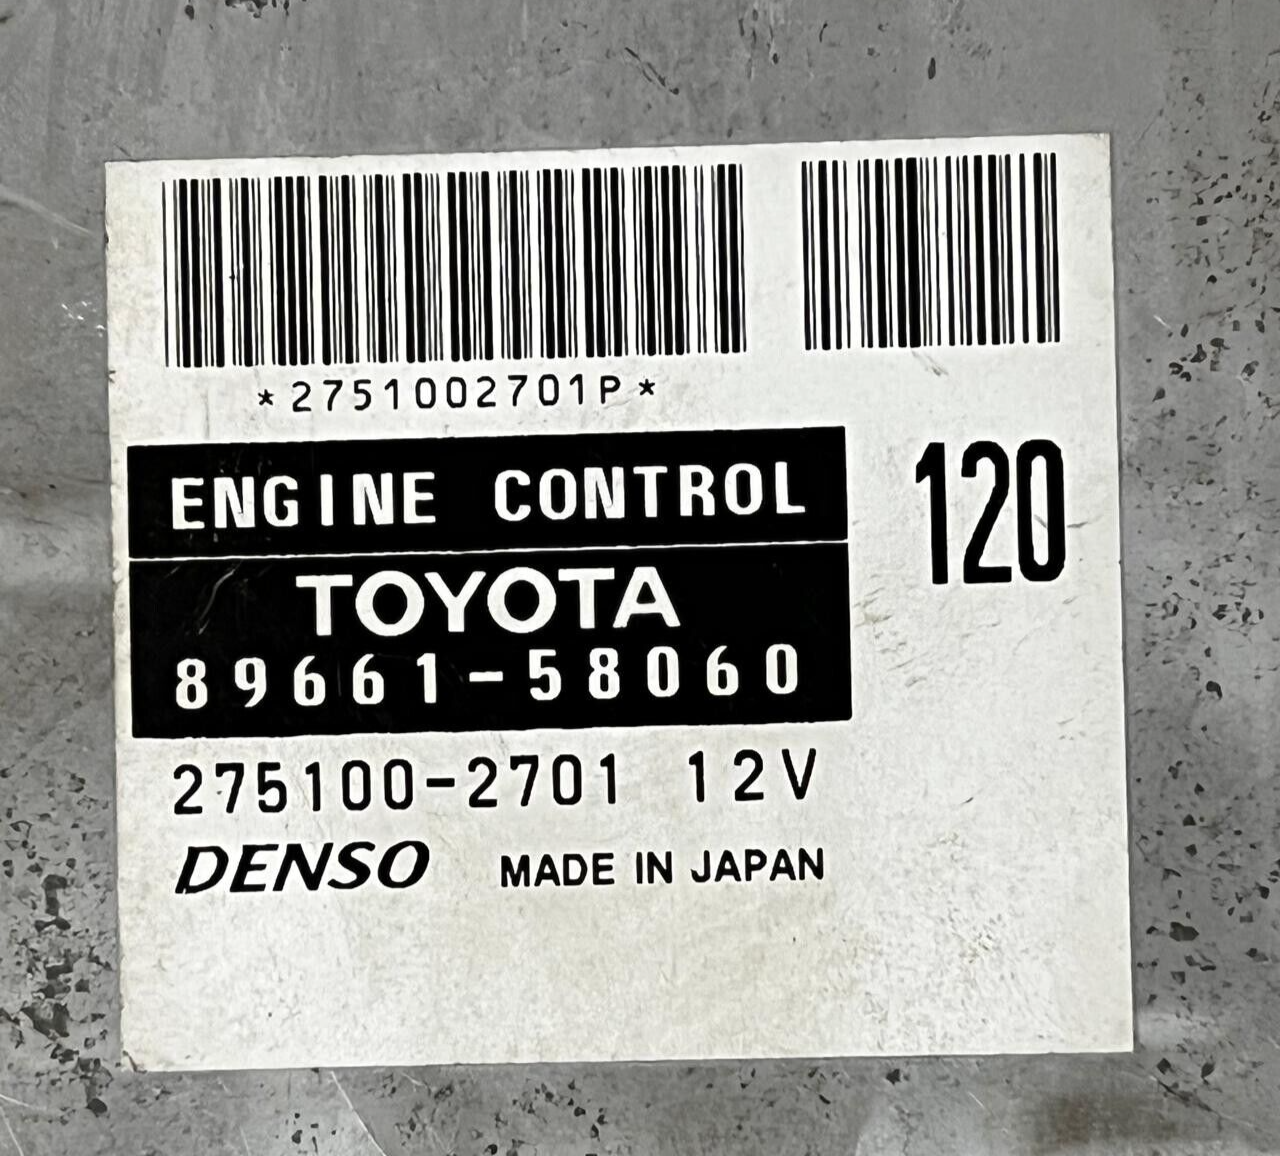 *2751002701P*
ENGINE CONTROL
120
TOYOTA
89661-58060
275100-2701 12V
DENSO MADE IN JAPAN